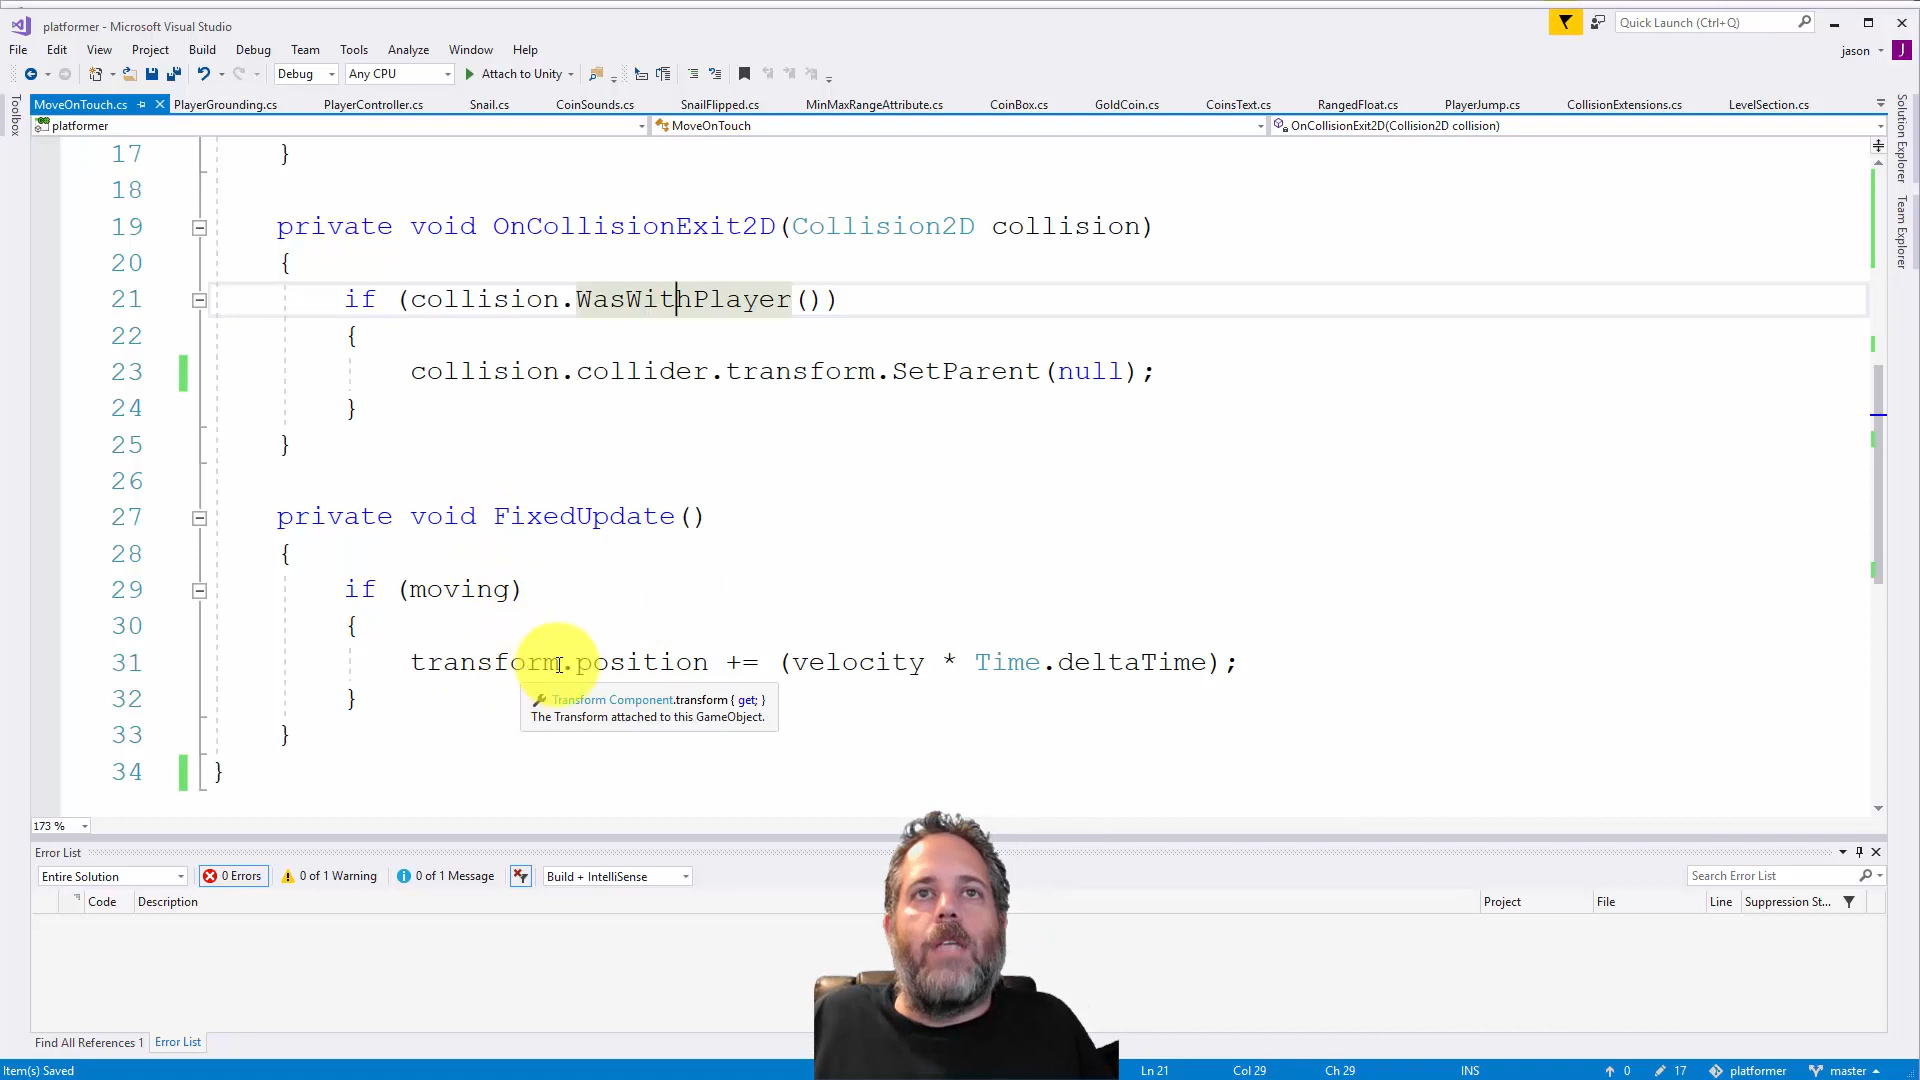 platformer - Microsoft Visual Studio
Quick Launch (Ctrl+Q)
File Edit View Project Build Debug Team Tools Analyze Window Help
jason J
Debug Any CPU Attach to Unity
MoveOnTouch.cs PlayerGrounding.cs PlayerController.cs Snail.cs CoinSounds.cs SnailFlipped.cs MinMaxRangeAttribute.cs CoinBox.cs GoldCoin.cs CoinsText.cs RangedFloat.cs PlayerJump.cs CollisionExtensions.cs LevelSection.cs
platformer MoveOnTouch OnCollisionExit2D(Collision2D collision)
Toolbox
Solution Explorer
Team Explorer
17 }
18
19 private void OnCollisionExit2D(Collision2D collision)
20 {
21 if (collision.WasWithPlayer())
22 {
23 collision.collider.transform.SetParent(null);
24 }
25 }
26
27 private void FixedUpdate()
28 {
29 if (moving)
30 {
31 transform.position += (velocity * Time.deltaTime);
32 }
Transform Component.transform { get; }
The Transform attached to this GameObject.
33 }
34 }
173 %
Error List
Entire Solution 0 Errors 0 of 1 Warning 0 of 1 Message Build + IntelliSense Search Error List
Code Description Project File Line Suppression St...
Find All References 1 Error List
Item(s) Saved Ln 21 Col 29 Ch 29 INS 0 17 platformer master